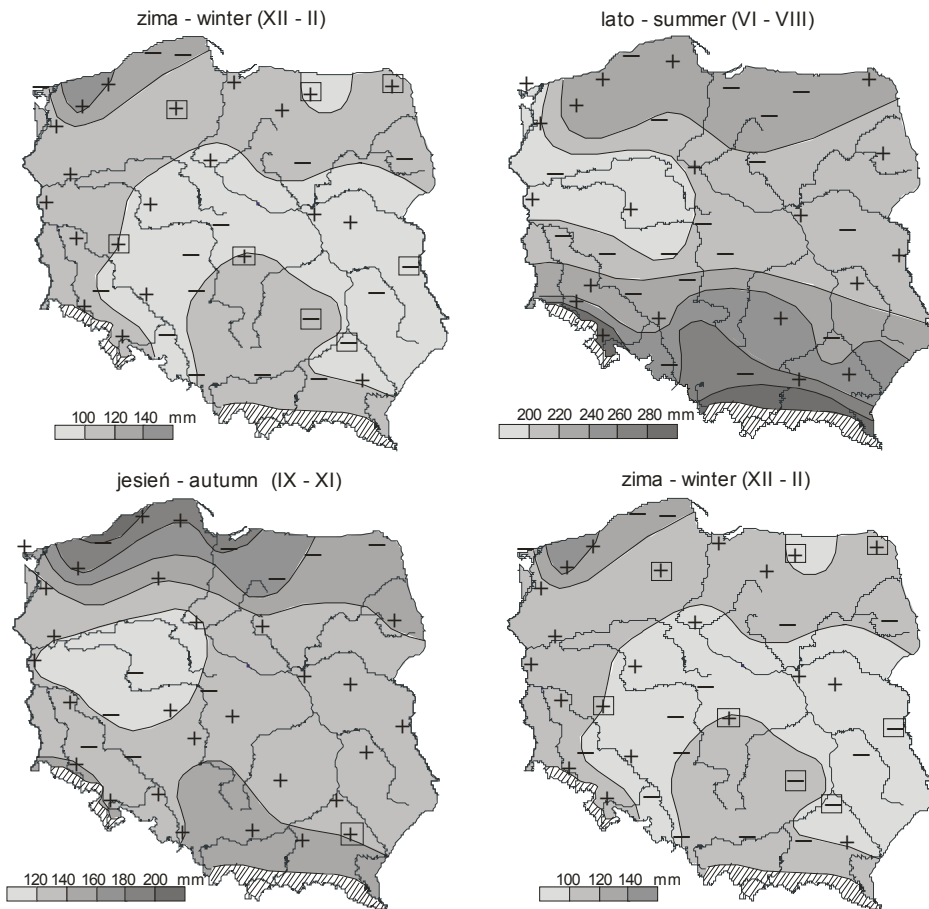 zima - winter (XII - II)
lato - summer (VI - VIII)
100 120 140 mm
200 220 240 260 280 mm
jesień - autumn (IX - XI)
zima - winter (XII - II)
120 140 160 180 200 mm
100 120 140 mm